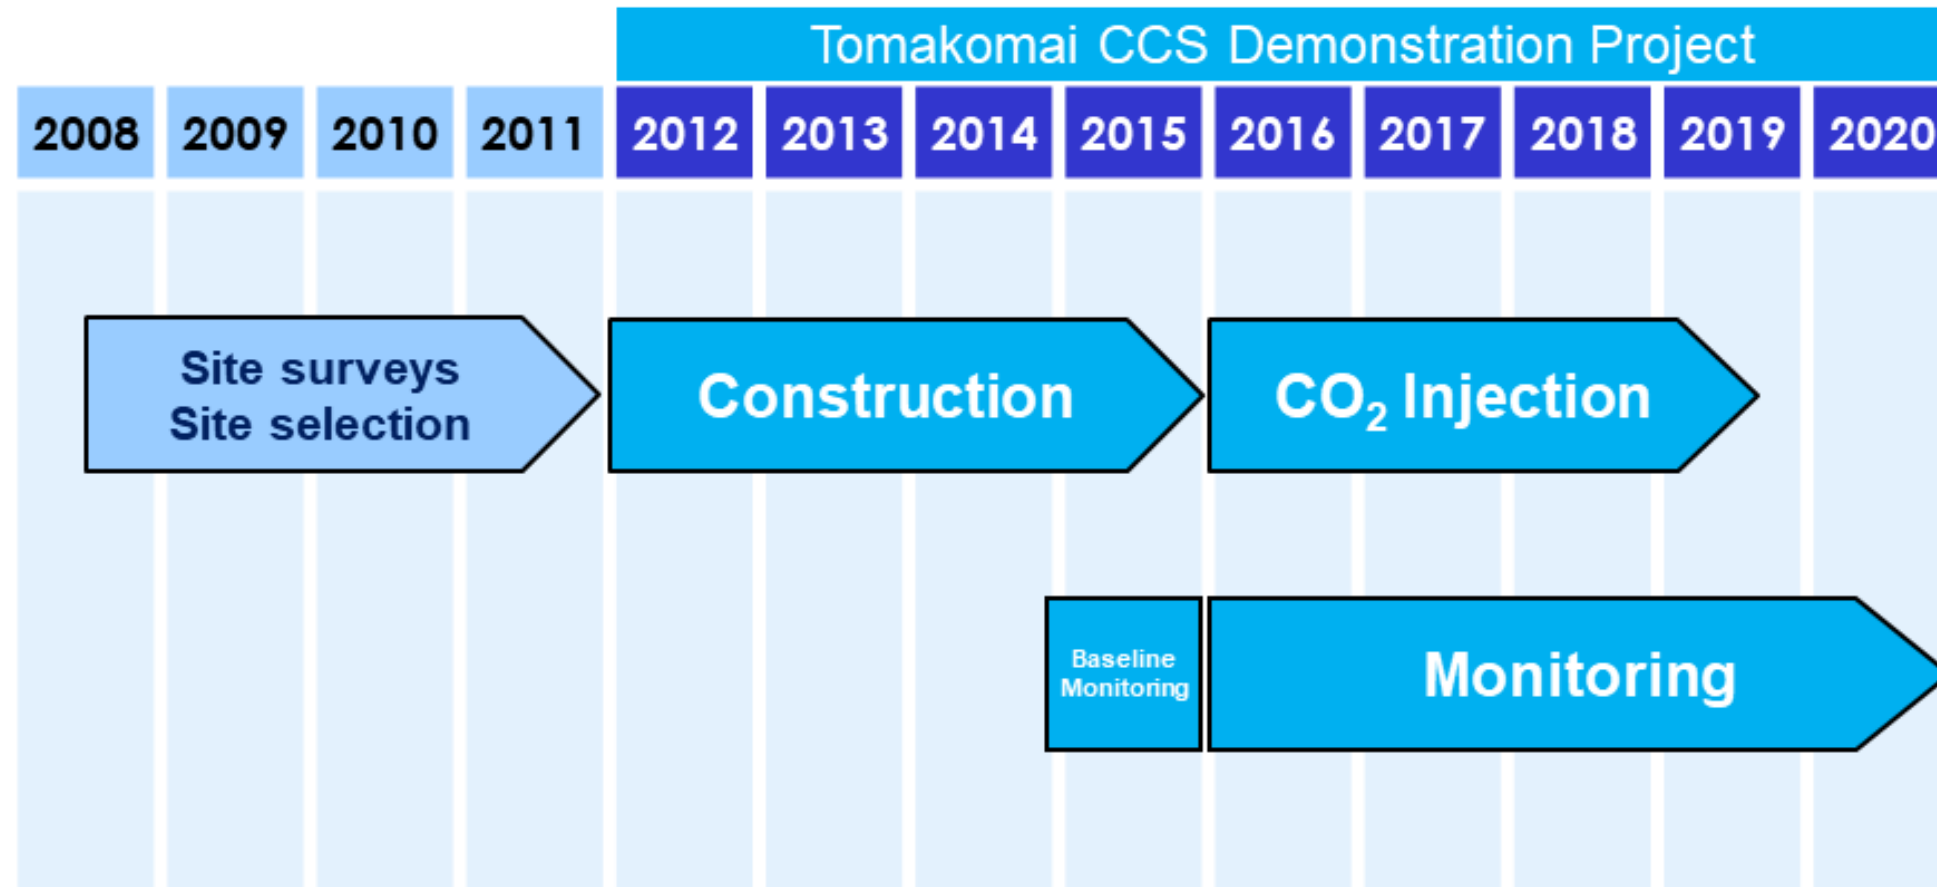 Tomakomai CCS Demonstration Project
2008 2009 2010 2011 2012 2013 2014 2015 2016 2017 2018 2019 2020
Site surveys
Site selection
Construction
CO₂ Injection
Baseline
Monitoring
Monitoring